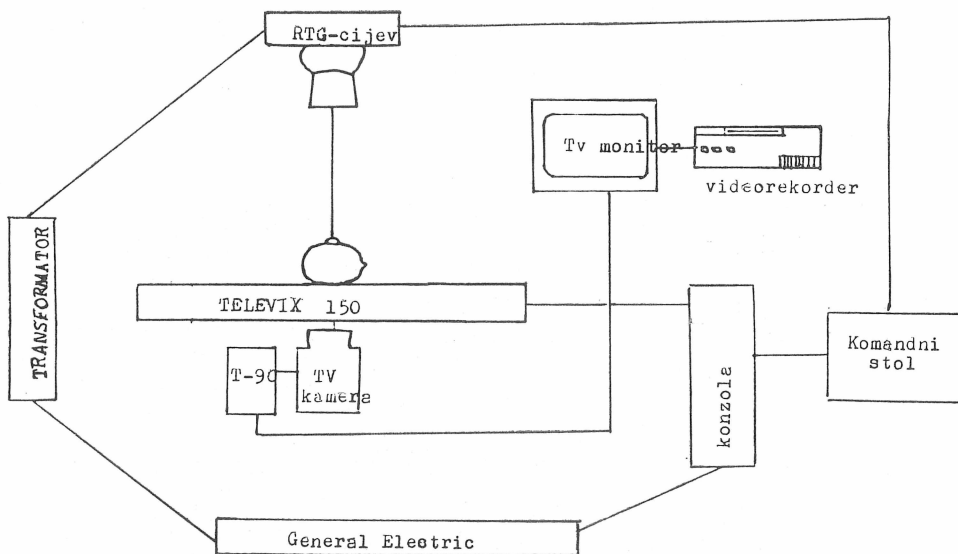 RTG-cijev
Tv monitor
videorekorder
TRANSFORMATOR
TELEVIX 150
Komandni
stol
T-90
TV
kamera
konzola
General Electric